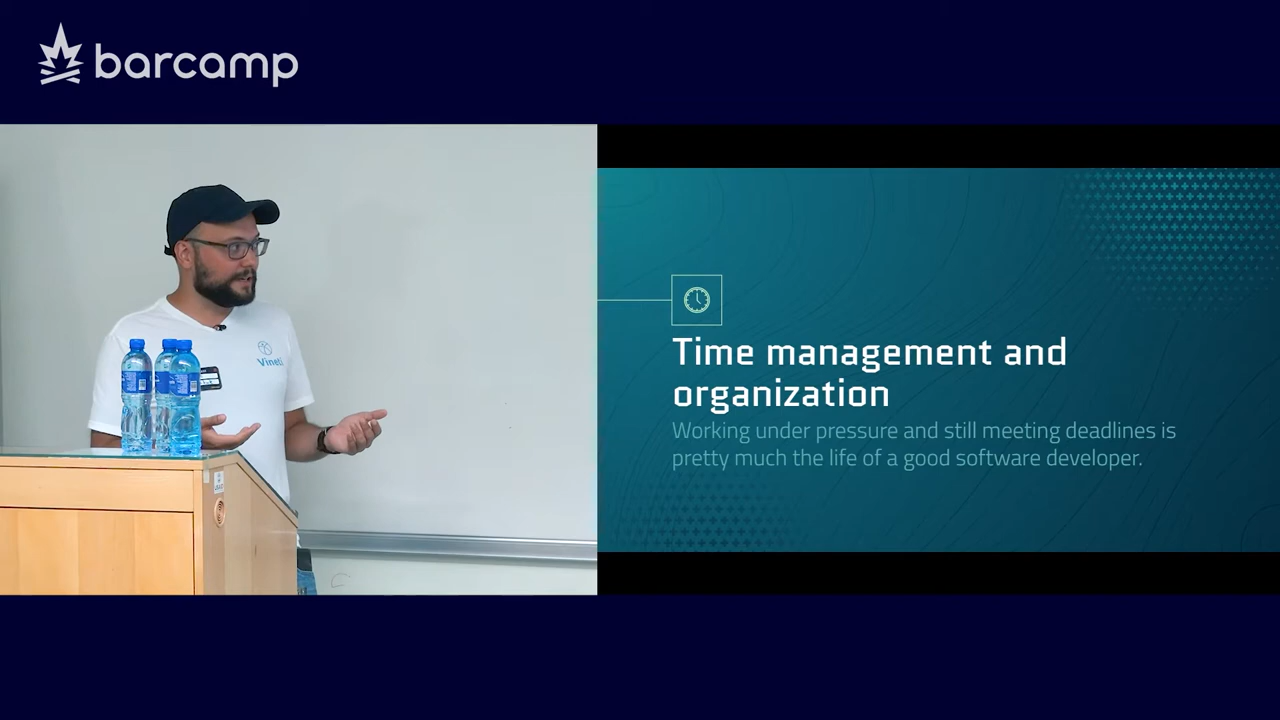 barcamp
Vineti
Time management and
organization
Working under pressure and still meeting deadlines is
pretty much the life of a good software developer.